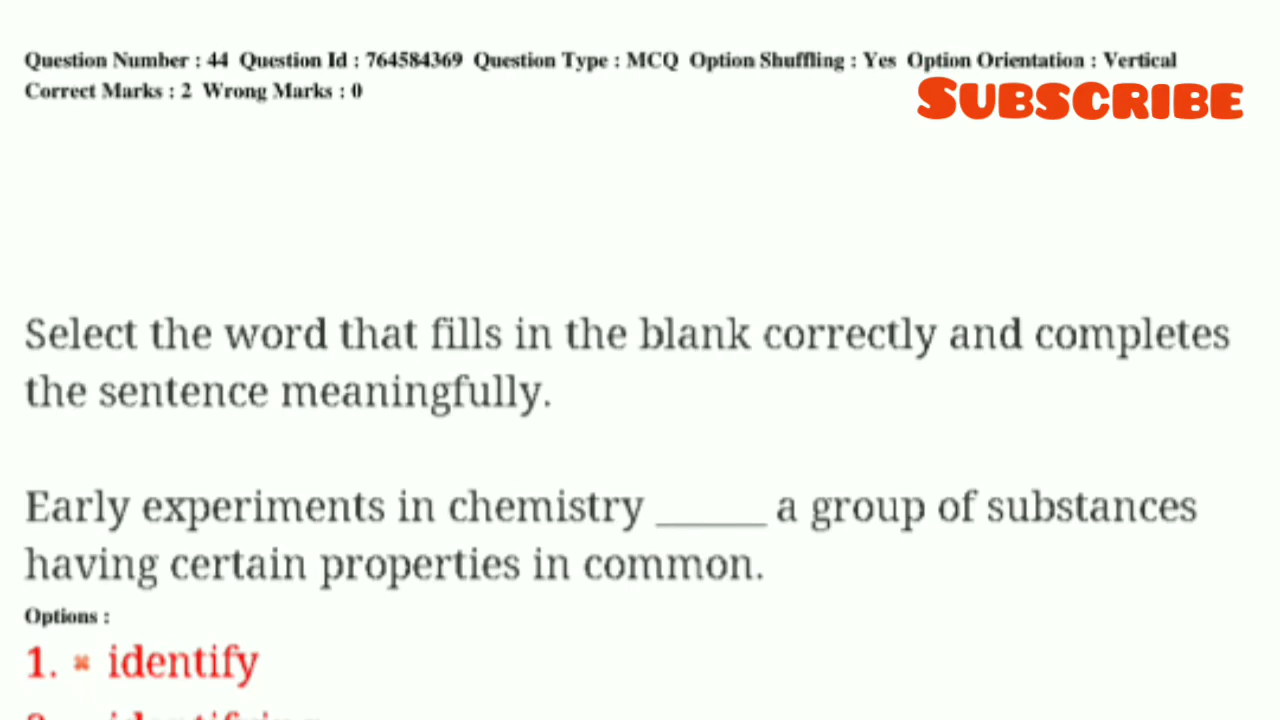 Question Number : 44 Question Id : 764584369 Question Type : MCQ Option Shuffling : Yes Option Orientation : Vertical
Correct Marks : 2 Wrong Marks : 0
SUBSCRIBE
Select the word that fills in the blank correctly and completes
the sentence meaningfully.
Early experiments in chemistry _____ a group of substances
having certain properties in common.
Options :
1. identify